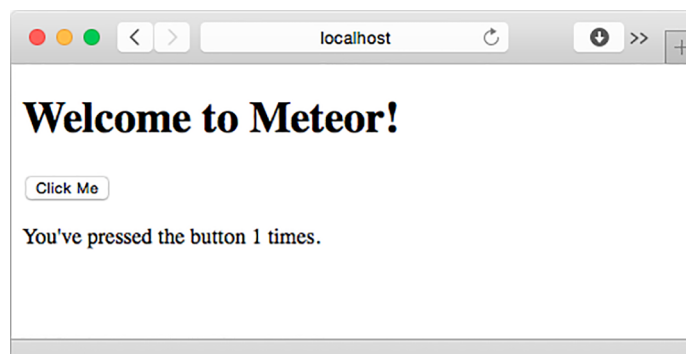 localhost
Welcome to Meteor!
Click Me
You've pressed the button 1 times.